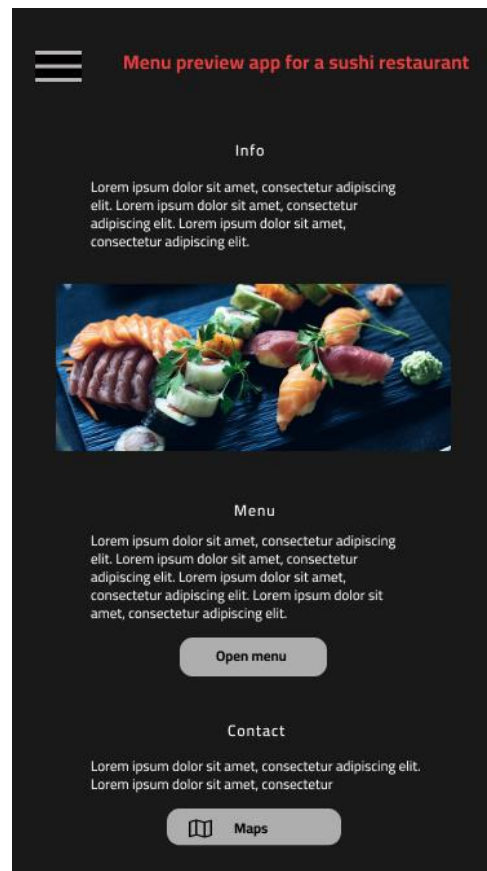 Menu preview app for a sushi restaurant
Info
Lorem ipsum dolor sit amet, consectetur adipiscing
elit. Lorem ipsum dolor sit amet, consectetur
adipiscing elit. Lorem ipsum dolor sit amet,
consectetur adipiscing elit.
Menu
Lorem ipsum dolor sit amet, consectetur adipiscing
elit. Lorem ipsum dolor sit amet, consectetur
adipiscing elit. Lorem ipsum dolor sit amet,
consectetur adipiscing elit. Lorem ipsum dolor sit
amet, consectetur adipiscing elit.
Open menu
Contact
Lorem ipsum dolor sit amet, consectetur adipiscing elit.
Lorem ipsum dolor sit amet, consectetur
Maps